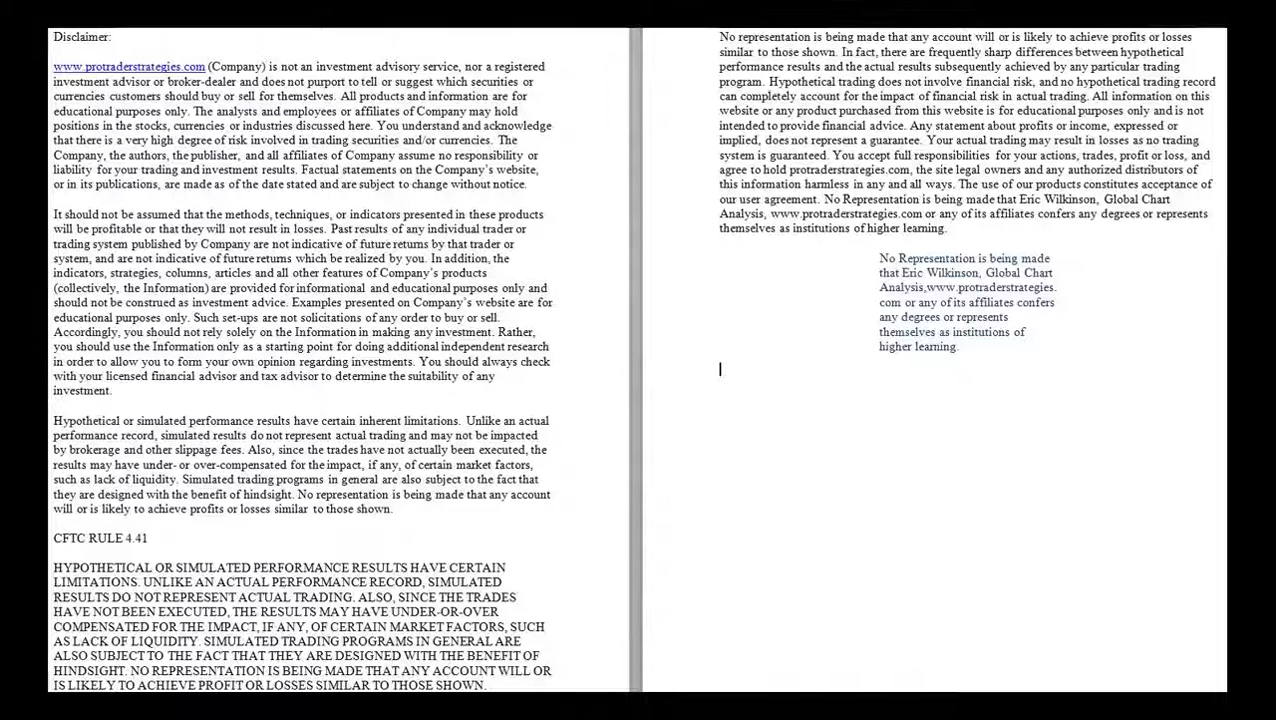 Disclaimer:
www.protraderstrategies.com (Company) is not an investment advisory service, nor a registered
investment advisor or broker-dealer and does not purport to tell or suggest which securities or
currencies customers should buy or sell for themselves. All products and information are for
educational purposes only. The analysts and employees or affiliates of Company may hold
positions in the stocks, currencies or industries discussed here. You understand and acknowledge
that there is a very high degree of risk involved in trading securities and/or currencies. The
Company, the authors, the publisher, and all affiliates of Company assume no responsibility or
liability for your trading and investment results. Factual statements on the Company's website,
or in its publications, are made as of the date stated and are subject to change without notice.
It should not be assumed that the methods, techniques, or indicators presented in these products
will be profitable or that they will not result in losses. Past results of any individual trader or
trading system published by Company are not indicative of future returns by that trader or
system, and are not indicative of future returns which be realized by you. In addition, the
indicators, strategies, columns, articles and all other features of Company's products
(collectively, the Information) are provided for informational and educational purposes only and
should not be construed as investment advice. Examples presented on Company's website are for
educational purposes only. Such set-ups are not solicitations of any order to buy or sell.
Accordingly, you should not rely solely on the Information in making any investment. Rather,
you should use the Information only as a starting point for doing additional independent research
in order to allow you to form your own opinion regarding investments. You should always check
with your licensed financial advisor and tax advisor to determine the suitability of any
investment.
Hypothetical or simulated performance results have certain inherent limitations. Unlike an actual
performance record, simulated results do not represent actual trading and may not be impacted
by brokerage and other slippage fees. Also, since the trades have not actually been executed, the
results may have under- or over-compensated for the impact, if any, of certain market factors,
such as lack of liquidity. Simulated trading programs in general are also subject to the fact that
they are designed with the benefit of hindsight. No representation is being made that any account
will or is likely to achieve profits or losses similar to those shown.
CFTC RULE 4.41
HYPOTHETICAL OR SIMULATED PERFORMANCE RESULTS HAVE CERTAIN
LIMITATIONS. UNLIKE AN ACTUAL PERFORMANCE RECORD, SIMULATED
RESULTS DO NOT REPRESENT ACTUAL TRADING. ALSO, SINCE THE TRADES
HAVE NOT BEEN EXECUTED, THE RESULTS MAY HAVE UNDER-OR-OVER
COMPENSATED FOR THE IMPACT, IF ANY, OF CERTAIN MARKET FACTORS, SUCH
AS LACK OF LIQUIDITY. SIMULATED TRADING PROGRAMS IN GENERAL ARE
ALSO SUBJECT TO THE FACT THAT THEY ARE DESIGNED WITH THE BENEFIT OF
HINDSIGHT. NO REPRESENTATION IS BEING MADE THAT ANY ACCOUNT WILL OR
IS LIKELY TO ACHIEVE PROFIT OR LOSSES SIMILAR TO THOSE SHOWN.
No representation is being made that any account will or is likely to achieve profits or losses
similar to those shown. In fact, there are frequently sharp differences between hypothetical
performance results and the actual results subsequently achieved by any particular trading
program. Hypothetical trading does not involve financial risk, and no hypothetical trading record
can completely account for the impact of financial risk in actual trading. All information on this
website or any product purchased from this website is for educational purposes only and is not
intended to provide financial advice. Any statement about profits or income, expressed or
implied, does not represent a guarantee. Your actual trading may result in losses as no trading
system is guaranteed. You accept full responsibilities for your actions, trades, profit or loss, and
agree to hold protraderstrategies.com, the site legal owners and any authorized distributors of
this information harmless in any and all ways. The use of our products constitutes acceptance of
our user agreement. No Representation is being made that Eric Wilkinson, Global Chart
Analysis, www.protraderstrategies.com or any of its affiliates confers any degrees or represents
themselves as institutions of higher learning.
No Representation is being made
that Eric Wilkinson, Global Chart
Analysis,www.protraderstrategies.
com or any of its affiliates confers
any degrees or represents
themselves as institutions of
higher learning.